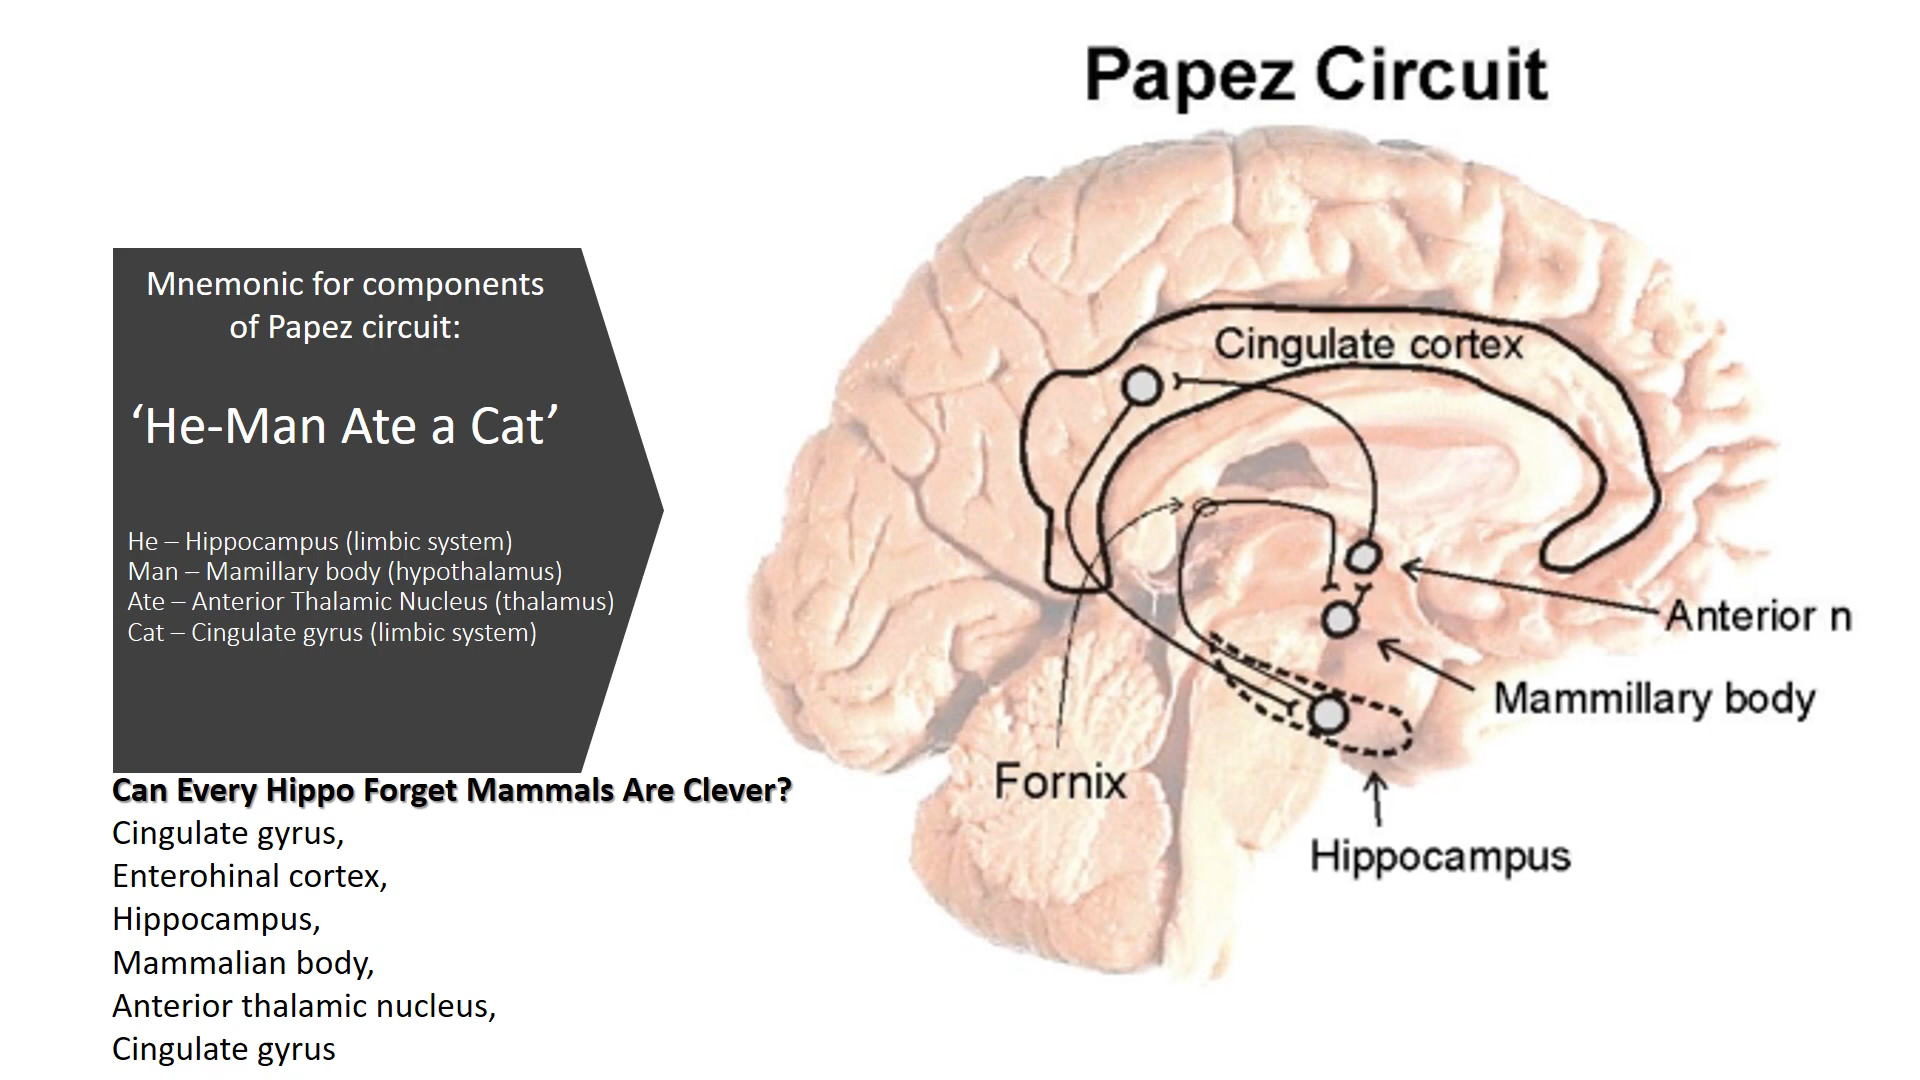 Papez Circuit
Mnemonic for components
of Papez circuit:
‘He-Man Ate a Cat’
He – Hippocampus (limbic system)
Man – Mamillary body (hypothalamus)
Ate – Anterior Thalamic Nucleus (thalamus)
Cat – Cingulate gyrus (limbic system)
Can Every Hippo Forget Mammals Are Clever?
Cingulate gyrus,
Enterohinal cortex,
Hippocampus,
Mammalian body,
Anterior thalamic nucleus,
Cingulate gyrus
Cingulate cortex
Anterior n
Mammillary body
Fornix
Hippocampus